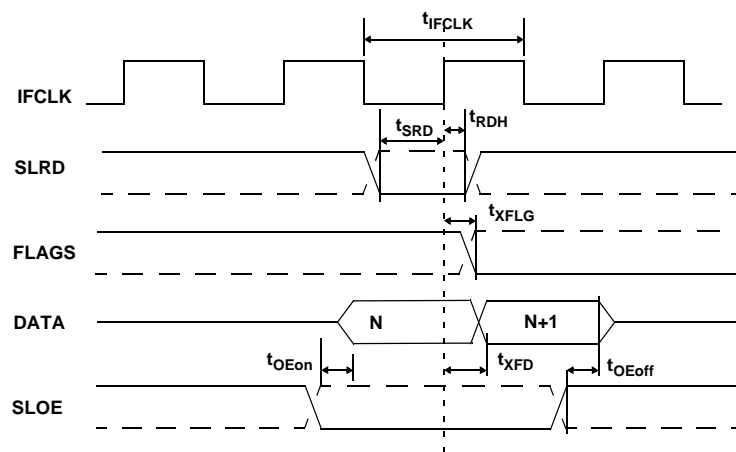 tIFCLK
IFCLK
tSRD
tRDH
SLRD
tXFLG
FLAGS
DATA
N
N+1
tOEon
tXFD
tOEoff
SLOE